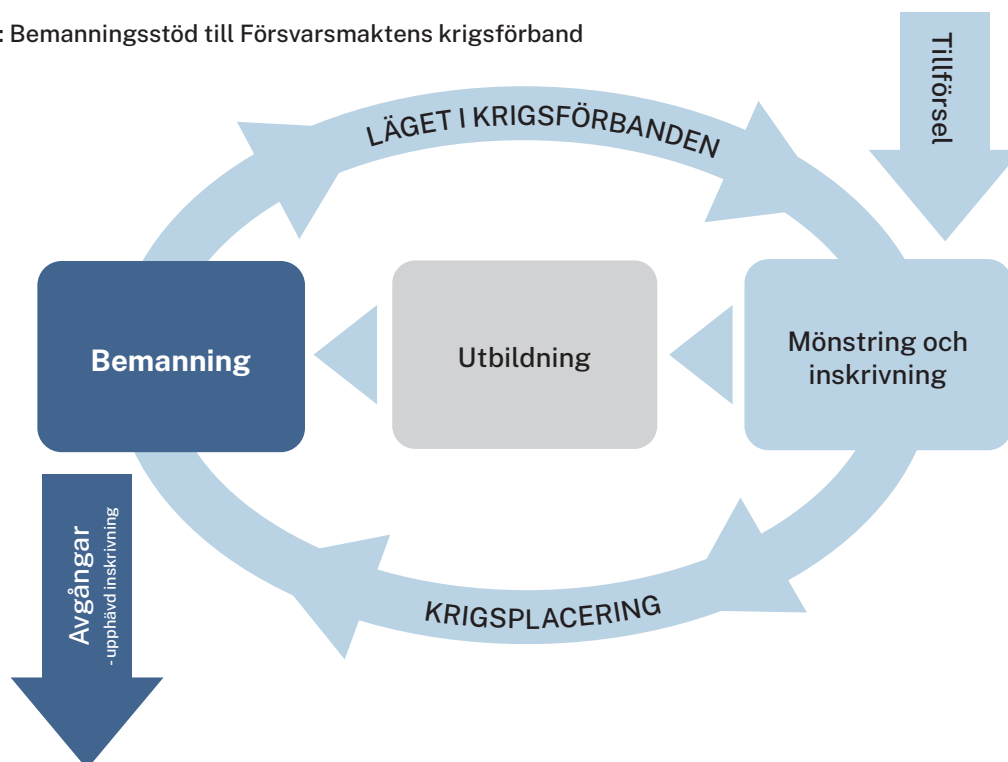 : Bemanningsstöd till Försvarsmaktens krigsförband
Tillförsel
LÄGET I KRIGSFÖRBANDEN
Bemanning
Utbildning
Mönstring och
inskrivning
Avgångar
- upphävd inskrivning
KRIGSPLACERING